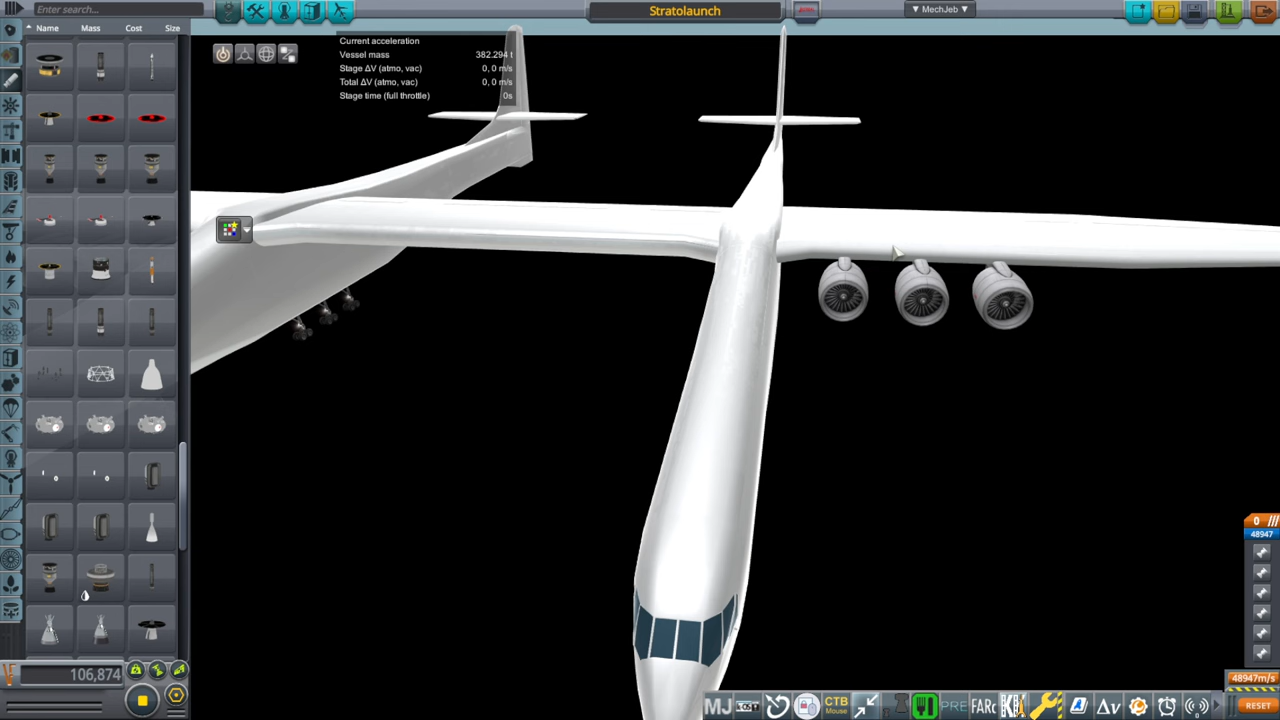 Enter search...
Stratolaunch
▼ MechJeb ▼
Name Mass Cost Size
Current acceleration
Vessel mass 382.294 t
Stage ΔV (atmo, vac) 0, 0 m/s
Total ΔV (atmo, vac) 0, 0 m/s
Stage time (full throttle) 0s
0
48947
106,874
48947m/s
MJ
CTB
Mouse
PRE
FARc
Δv
RESET